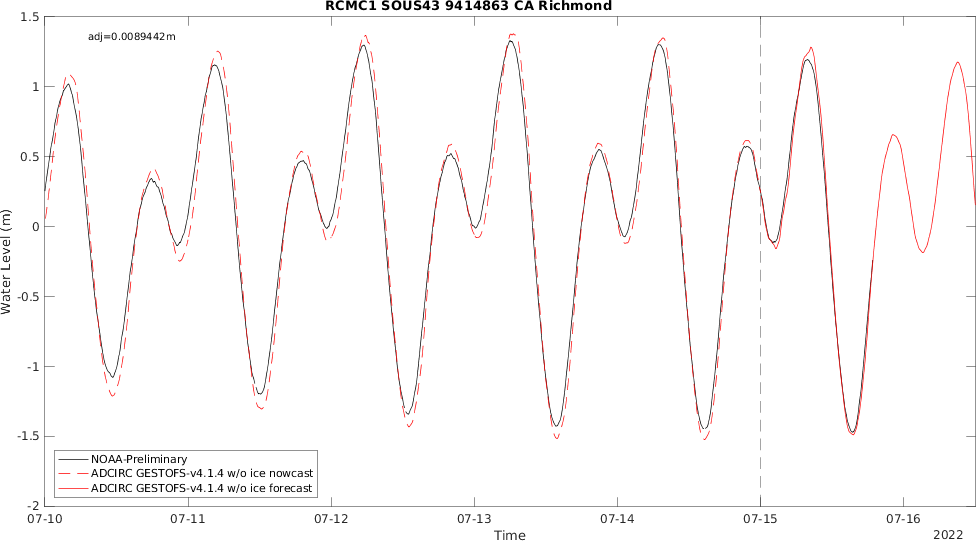 RCMC1 SOUS43 9414863 CA Richmond
adj=0.0089442m
1.5
1
0.5
0
-0.5
-1
-1.5
-2
Water Level (m)
NOAA-Preliminary
ADCIRC GESTOFS-v4.1.4 w/o ice nowcast
ADCIRC GESTOFS-v4.1.4 w/o ice forecast
07-10 07-11 07-12 07-13 07-14 07-15 07-16
Time
2022